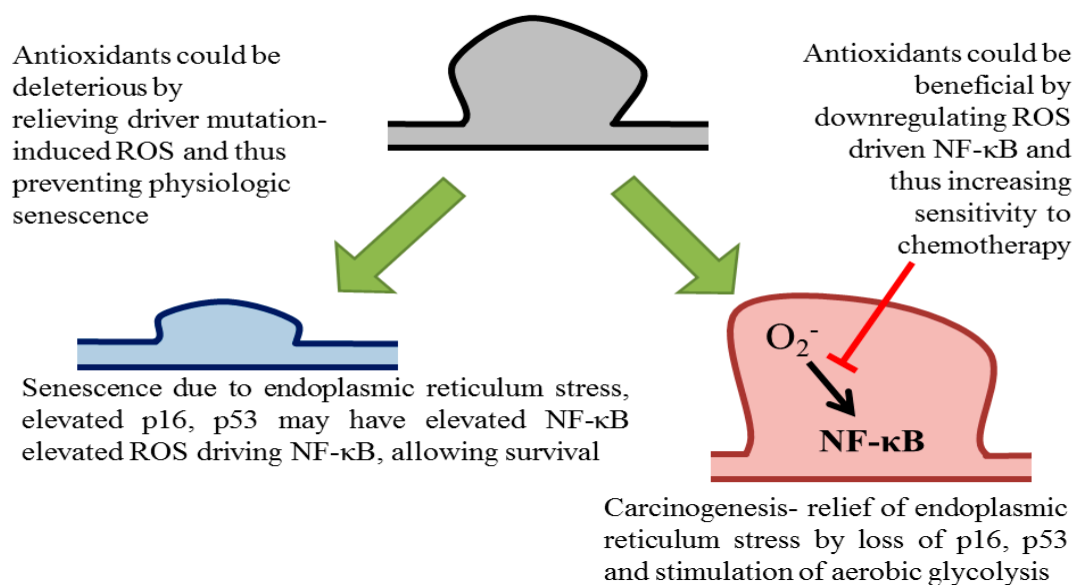 Antioxidants could be
deleterious by
relieving driver mutation-
induced ROS and thus
preventing physiologic
senescence
Antioxidants could be
beneficial by
downregulating ROS
driven NF-κB and
thus increasing
sensitivity to
chemotherapy
Senescence due to endoplasmic reticulum stress,
elevated p16, p53 may have elevated NF-κB
elevated ROS driving NF-κB, allowing survival
O₂⁻
NF-κB
Carcinogenesis- relief of endoplasmic
reticulum stress by loss of p16, p53
and stimulation of aerobic glycolysis